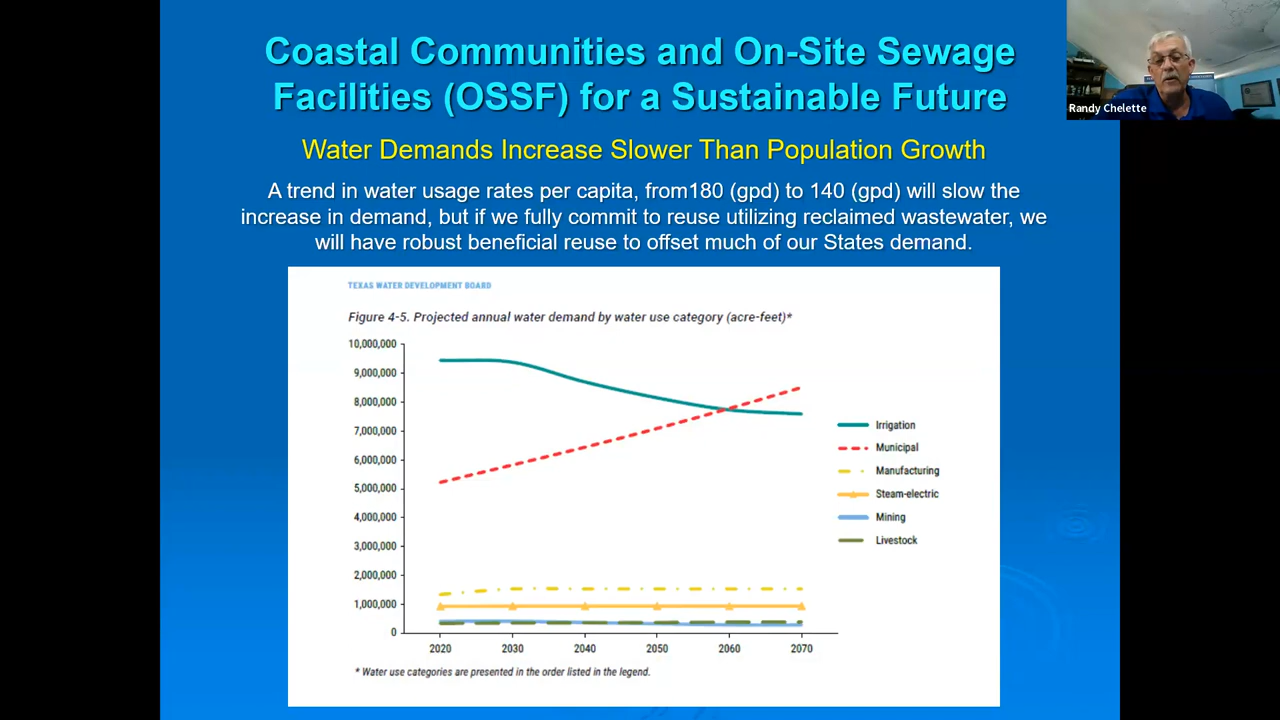 Coastal Communities and On-Site Sewage
Facilities (OSSF) for a Sustainable Future
Randy Chelette
Water Demands Increase Slower Than Population Growth
A trend in water usage rates per capita, from180 (gpd) to 140 (gpd) will slow the
increase in demand, but if we fully commit to reuse utilizing reclaimed wastewater, we
will have robust beneficial reuse to offset much of our States demand.
TEXAS WATER DEVELOPMENT BOARD
Figure 4-5. Projected annual water demand by water use category (acre-feet)*
10,000,000
9,000,000
8,000,000
7,000,000
6,000,000
5,000,000
4,000,000
3,000,000
2,000,000
1,000,000
0
2020 2030 2040 2050 2060 2070
Irrigation
Municipal
Manufacturing
Steam-electric
Mining
Livestock
* Water use categories are presented in the order listed in the legend.